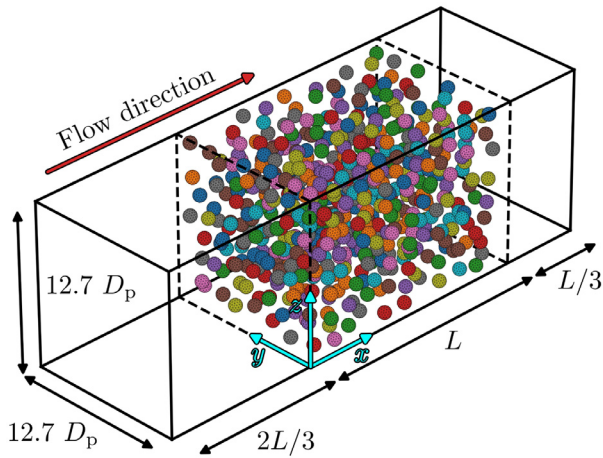 Flow direction
12.7 D_p
z
L/3
y
x
L
12.7 D_p
2L/3